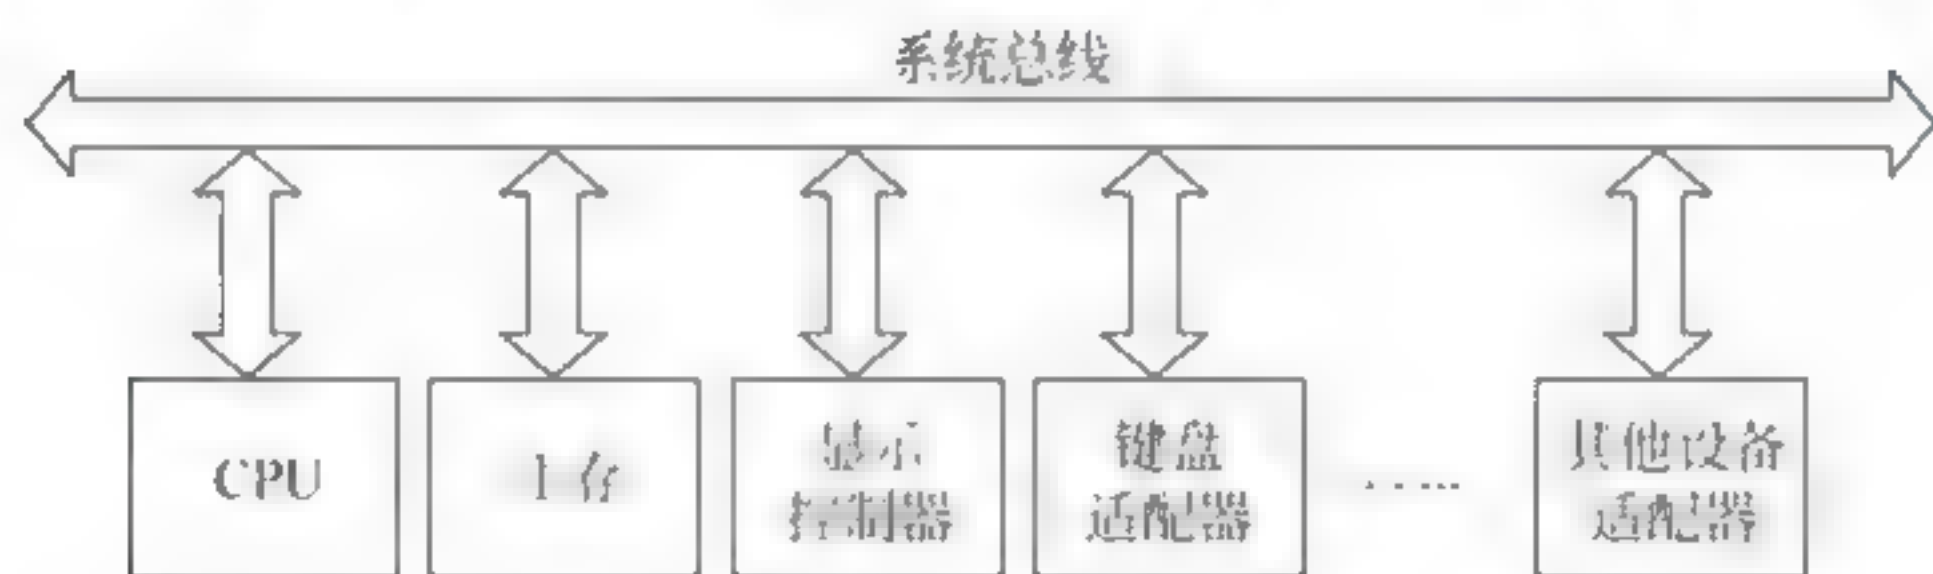 系统总线
CPU
主存
显示
控制器
键盘
适配器
……
其他设备
适配器